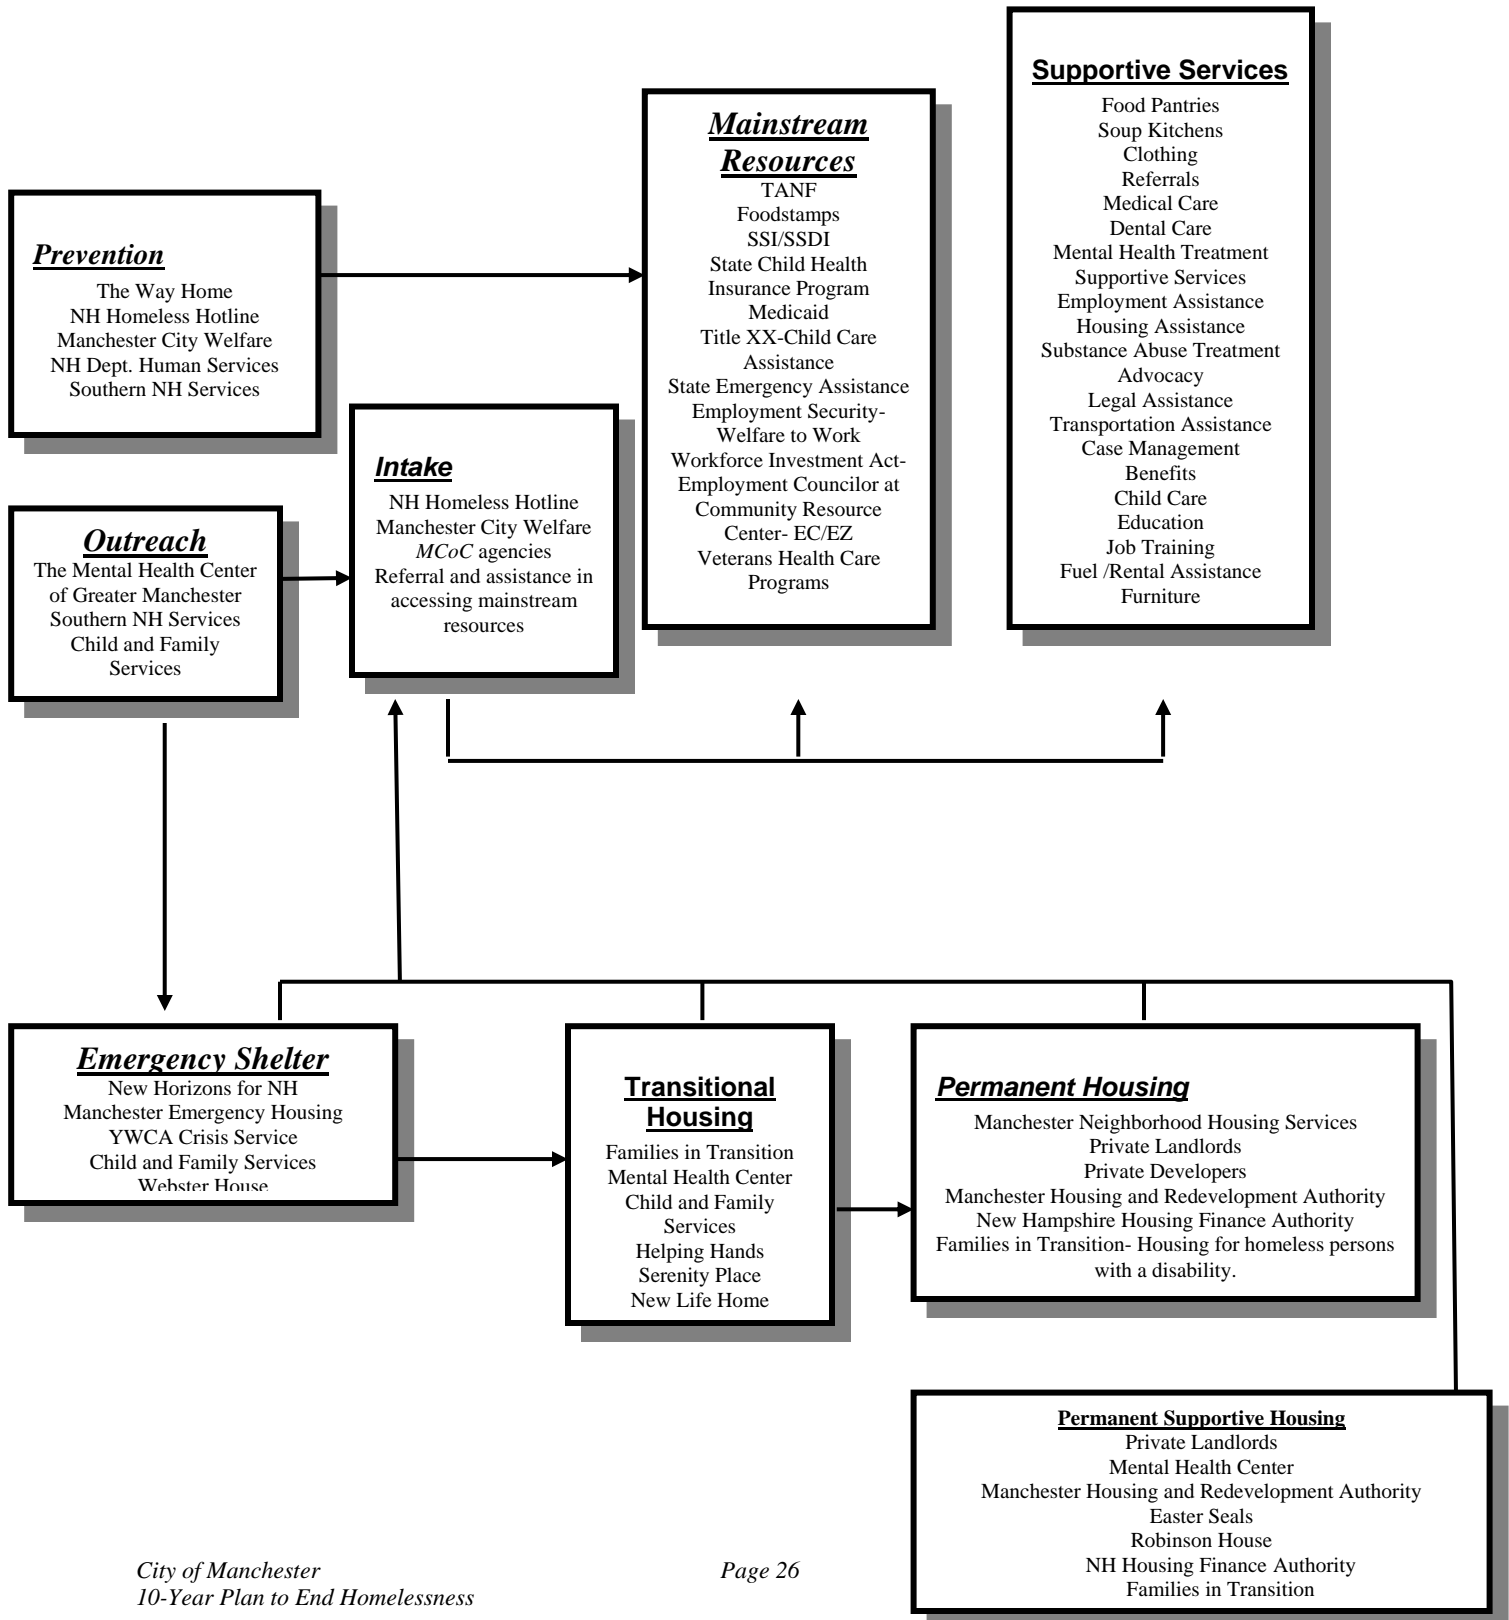 Supportive Services
Food Pantries
Soup Kitchens
Clothing
Referrals
Medical Care
Dental Care
Mental Health Treatment
Supportive Services
Employment Assistance
Housing Assistance
Substance Abuse Treatment
Advocacy
Legal Assistance
Transportation Assistance
Case Management
Benefits
Child Care
Education
Job Training
Fuel /Rental Assistance
Furniture
Mainstream
Resources
TANF
Foodstamps
SSI/SSDI
State Child Health
Insurance Program
Medicaid
Title XX-Child Care
Assistance
State Emergency Assistance
Employment Security-
Welfare to Work
Workforce Investment Act-
Employment Councilor at
Community Resource
Center- EC/EZ
Veterans Health Care
Programs
Prevention
The Way Home
NH Homeless Hotline
Manchester City Welfare
NH Dept. Human Services
Southern NH Services
Intake
NH Homeless Hotline
Manchester City Welfare
MCoC agencies
Referral and assistance in
accessing mainstream
resources
Outreach
The Mental Health Center
of Greater Manchester
Southern NH Services
Child and Family
Services
Emergency Shelter
New Horizons for NH
Manchester Emergency Housing
YWCA Crisis Service
Child and Family Services
Webster House
Transitional
Housing
Families in Transition
Mental Health Center
Child and Family
Services
Helping Hands
Serenity Place
New Life Home
Permanent Housing
Manchester Neighborhood Housing Services
Private Landlords
Private Developers
Manchester Housing and Redevelopment Authority
New Hampshire Housing Finance Authority
Families in Transition- Housing for homeless persons
with a disability.
Permanent Supportive Housing
Private Landlords
Mental Health Center
Manchester Housing and Redevelopment Authority
Easter Seals
Robinson House
NH Housing Finance Authority
Families in Transition
City of Manchester Page 26
10-Year Plan to End Homelessness